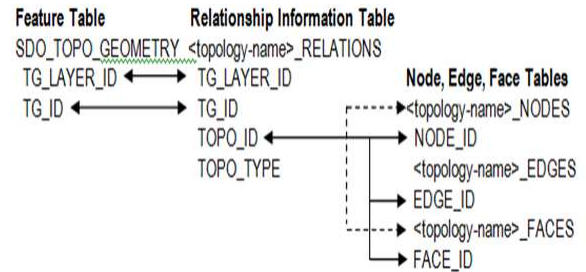 Feature Table Relationship Information Table
SDO_TOPO_GEOMETRY <topology-name>_RELATIONS
TG_LAYER_ID TG_LAYER_ID
Node, Edge, Face Tables
TG_ID TG_ID
<topology-name>_NODES
TOPO_ID NODE_ID
TOPO_TYPE
<topology-name>_EDGES
EDGE_ID
<topology-name>_FACES
FACE_ID